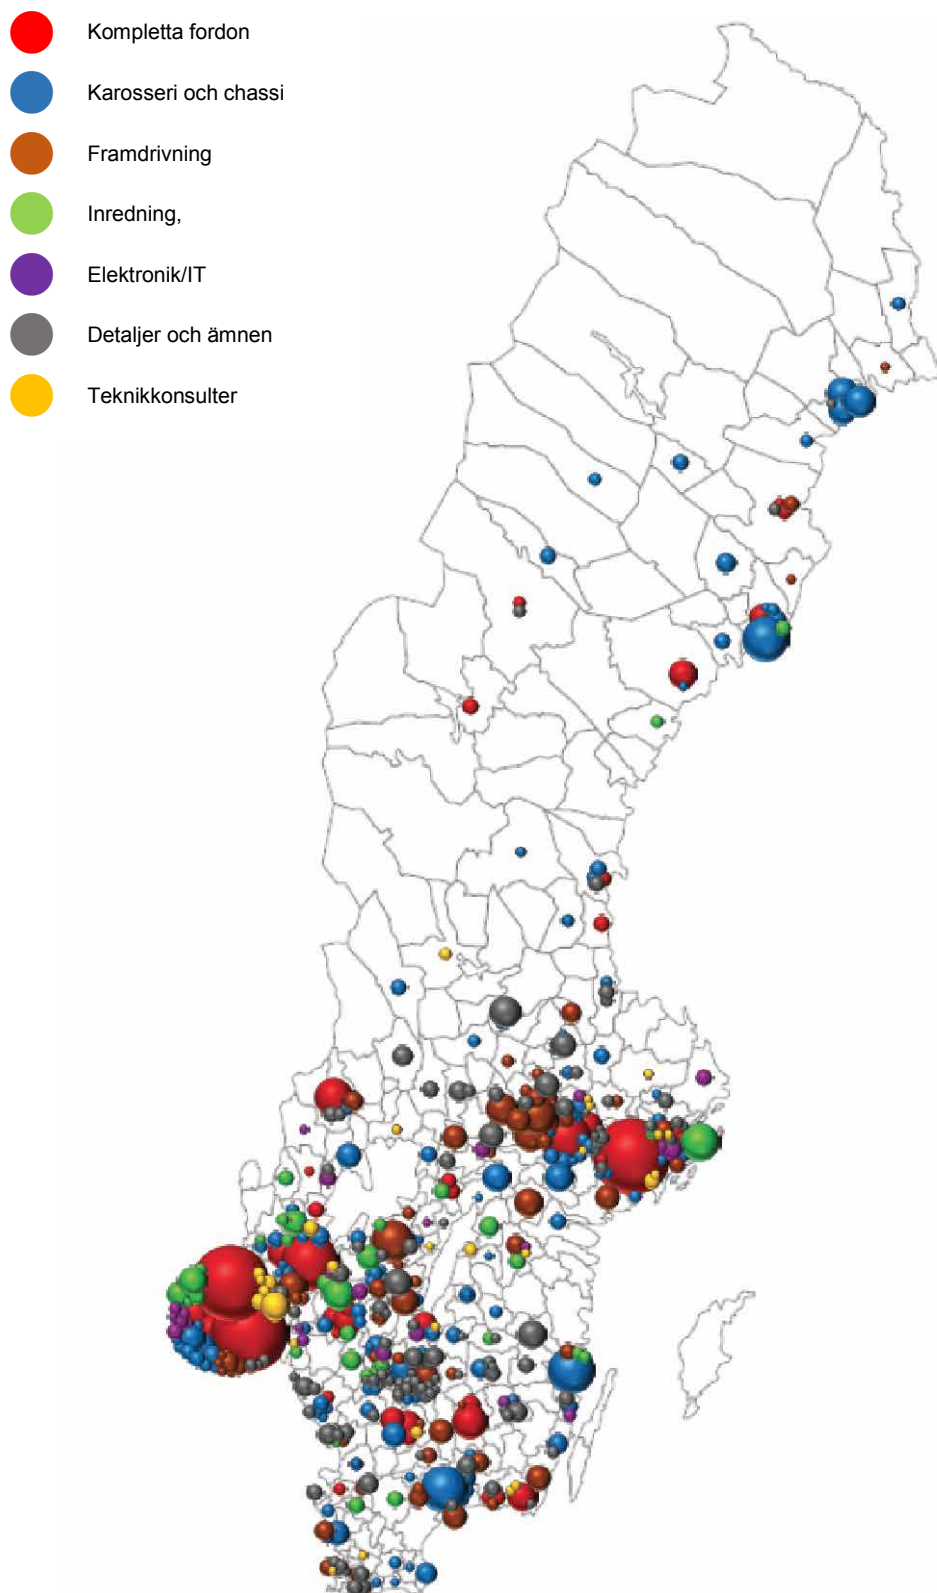 Kompletta fordon
Karosseri och chassi
Framdrivning
Inredning,
Elektronik/IT
Detaljer och ämnen
Teknikkonsulter